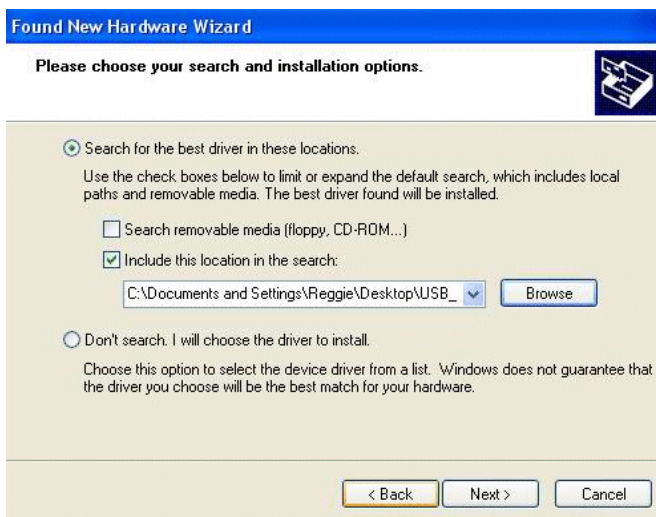 Found New Hardware Wizard
Please choose your search and installation options.
Search for the best driver in these locations.
Use the check boxes below to limit or expand the default search, which includes local
paths and removable media. The best driver found will be installed.
Search removable media (floppy, CD-ROM...)
Include this location in the search:
C:\Documents and Settings\Reggie\Desktop\USB_
Browse
Don't search. I will choose the driver to install.
Choose this option to select the device driver from a list. Windows does not guarantee that
the driver you choose will be the best match for your hardware.
< Back Next > Cancel